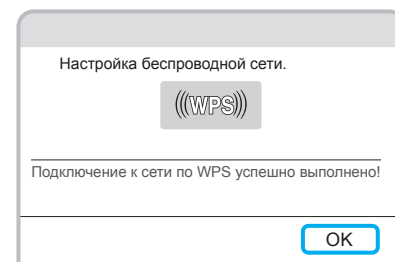 Настройка беспроводной сети.
(((WPS)))
Подключение к сети по WPS успешно выполнено!
OK